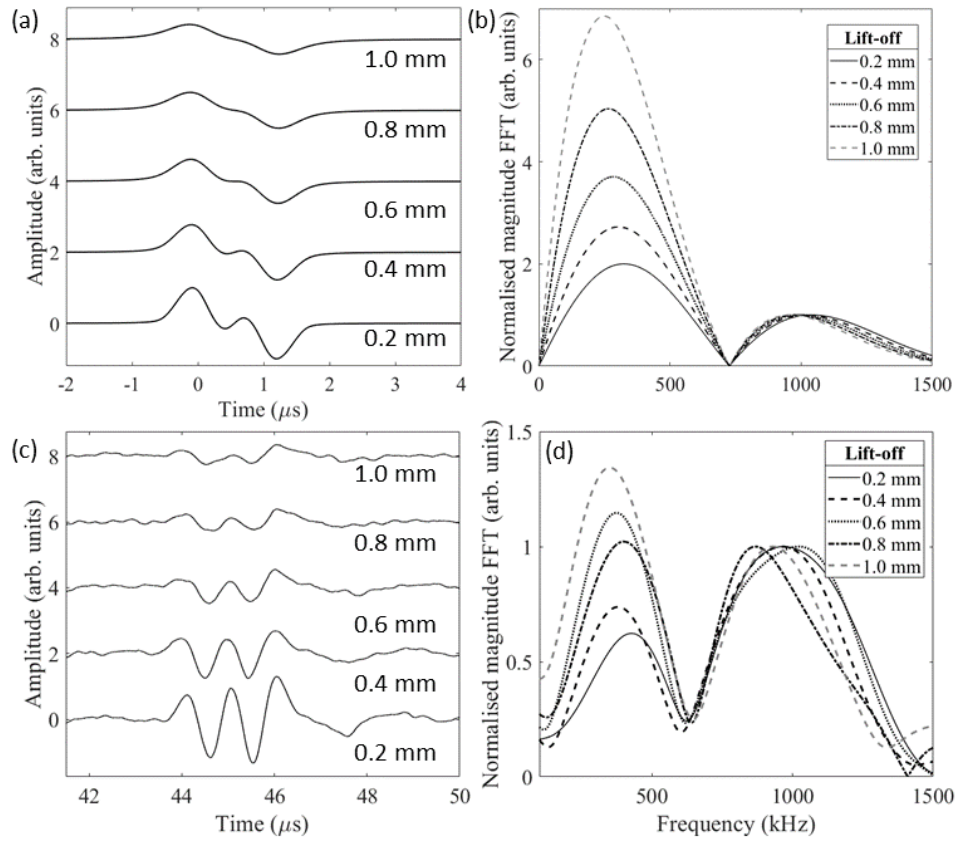 (a)
Amplitude (arb. units)
8
6
4
2
0
1.0 mm
0.8 mm
0.6 mm
0.4 mm
0.2 mm
-2 -1 0 1 2 3 4
Time (μs)
(b)
Normalised magnitude FFT (arb. units)
6
4
2
0
Lift-off
0.2 mm
0.4 mm
0.6 mm
0.8 mm
1.0 mm
0 500 1000 1500
(c)
Amplitude (arb. units)
8
6
4
2
0
1.0 mm
0.8 mm
0.6 mm
0.4 mm
0.2 mm
42 44 46 48 50
Time (μs)
(d)
Normalised magnitude FFT (arb. units)
1.5
1
0.5
0
Lift-off
0.2 mm
0.4 mm
0.6 mm
0.8 mm
1.0 mm
500 1000 1500
Frequency (kHz)